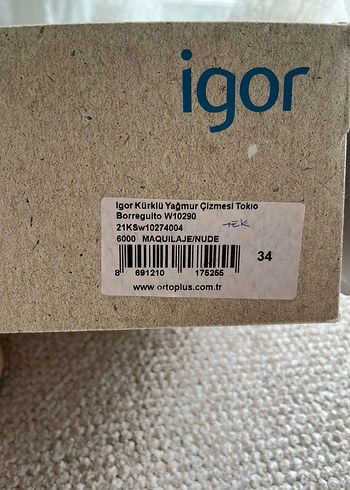 igor
Igor Kürklü Yağmur Çizmesi Tokıo
Borreguito W10290
21KSw10274004 TEK
6000 MAQUILAJE/NUDE
8 691210 175255
34
www.ortoplus.com.tr